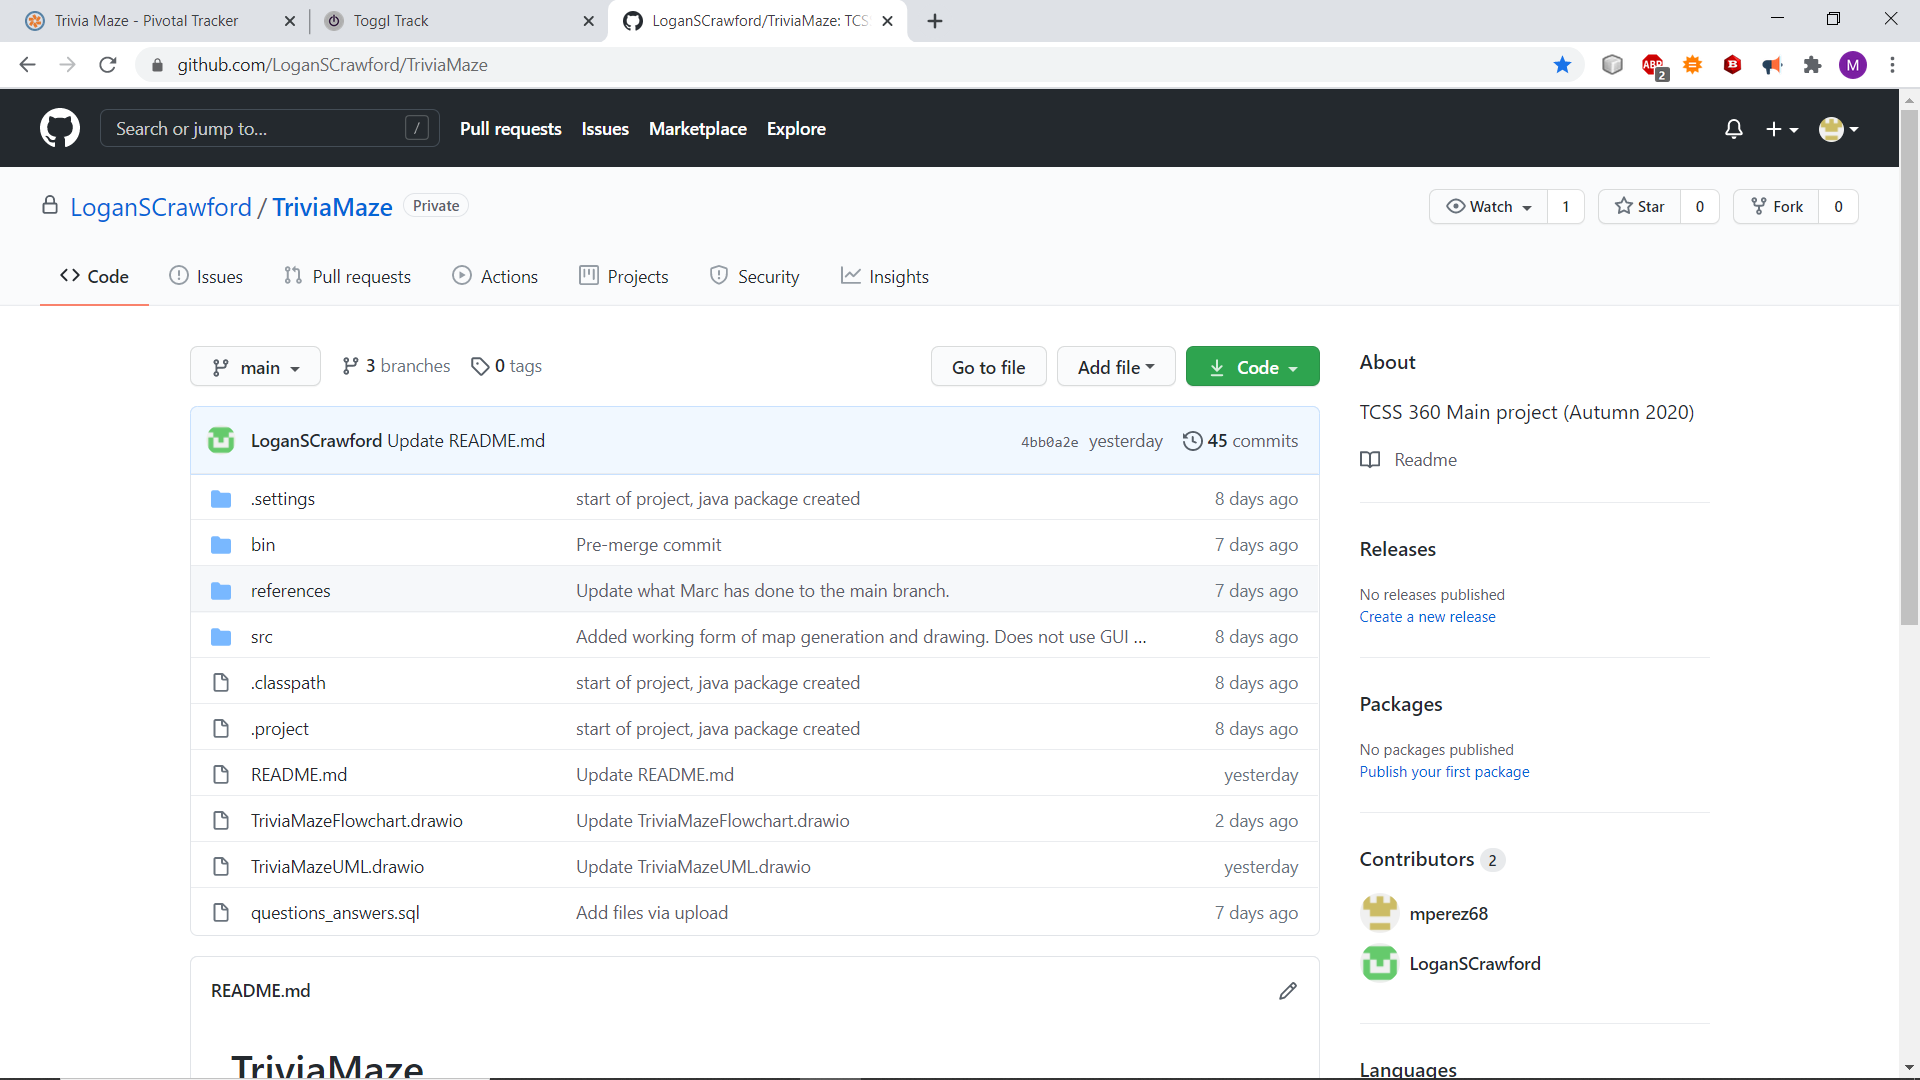 Trivia Maze - Pivotal Tracker
Toggl Track
LoganSCrawford/TriviaMaze: TCS
github.com/LoganSCrawford/TriviaMaze
ABP
2
B
M
Search or jump to...
/
Pull requests
Issues
Marketplace
Explore
LoganSCrawford / TriviaMaze
Private
Watch
1
Star
0
Fork
0
Code
Issues
Pull requests
Actions
Projects
Security
Insights
main
3 branches
0 tags
Go to file
Add file
Code
LoganSCrawford Update README.md
4bb0a2e yesterday
45 commits
.settings
start of project, java package created
8 days ago
bin
Pre-merge commit
7 days ago
references
Update what Marc has done to the main branch.
7 days ago
src
Added working form of map generation and drawing. Does not use GUI ...
8 days ago
.classpath
start of project, java package created
8 days ago
.project
start of project, java package created
8 days ago
README.md
Update README.md
yesterday
TriviaMazeFlowchart.drawio
Update TriviaMazeFlowchart.drawio
2 days ago
TriviaMazeUML.drawio
Update TriviaMazeUML.drawio
yesterday
questions_answers.sql
Add files via upload
7 days ago
README.md
TriviaMaze
About
TCSS 360 Main project (Autumn 2020)
Readme
Releases
No releases published
Create a new release
Packages
No packages published
Publish your first package
Contributors 2
mperez68
LoganSCrawford
Languages